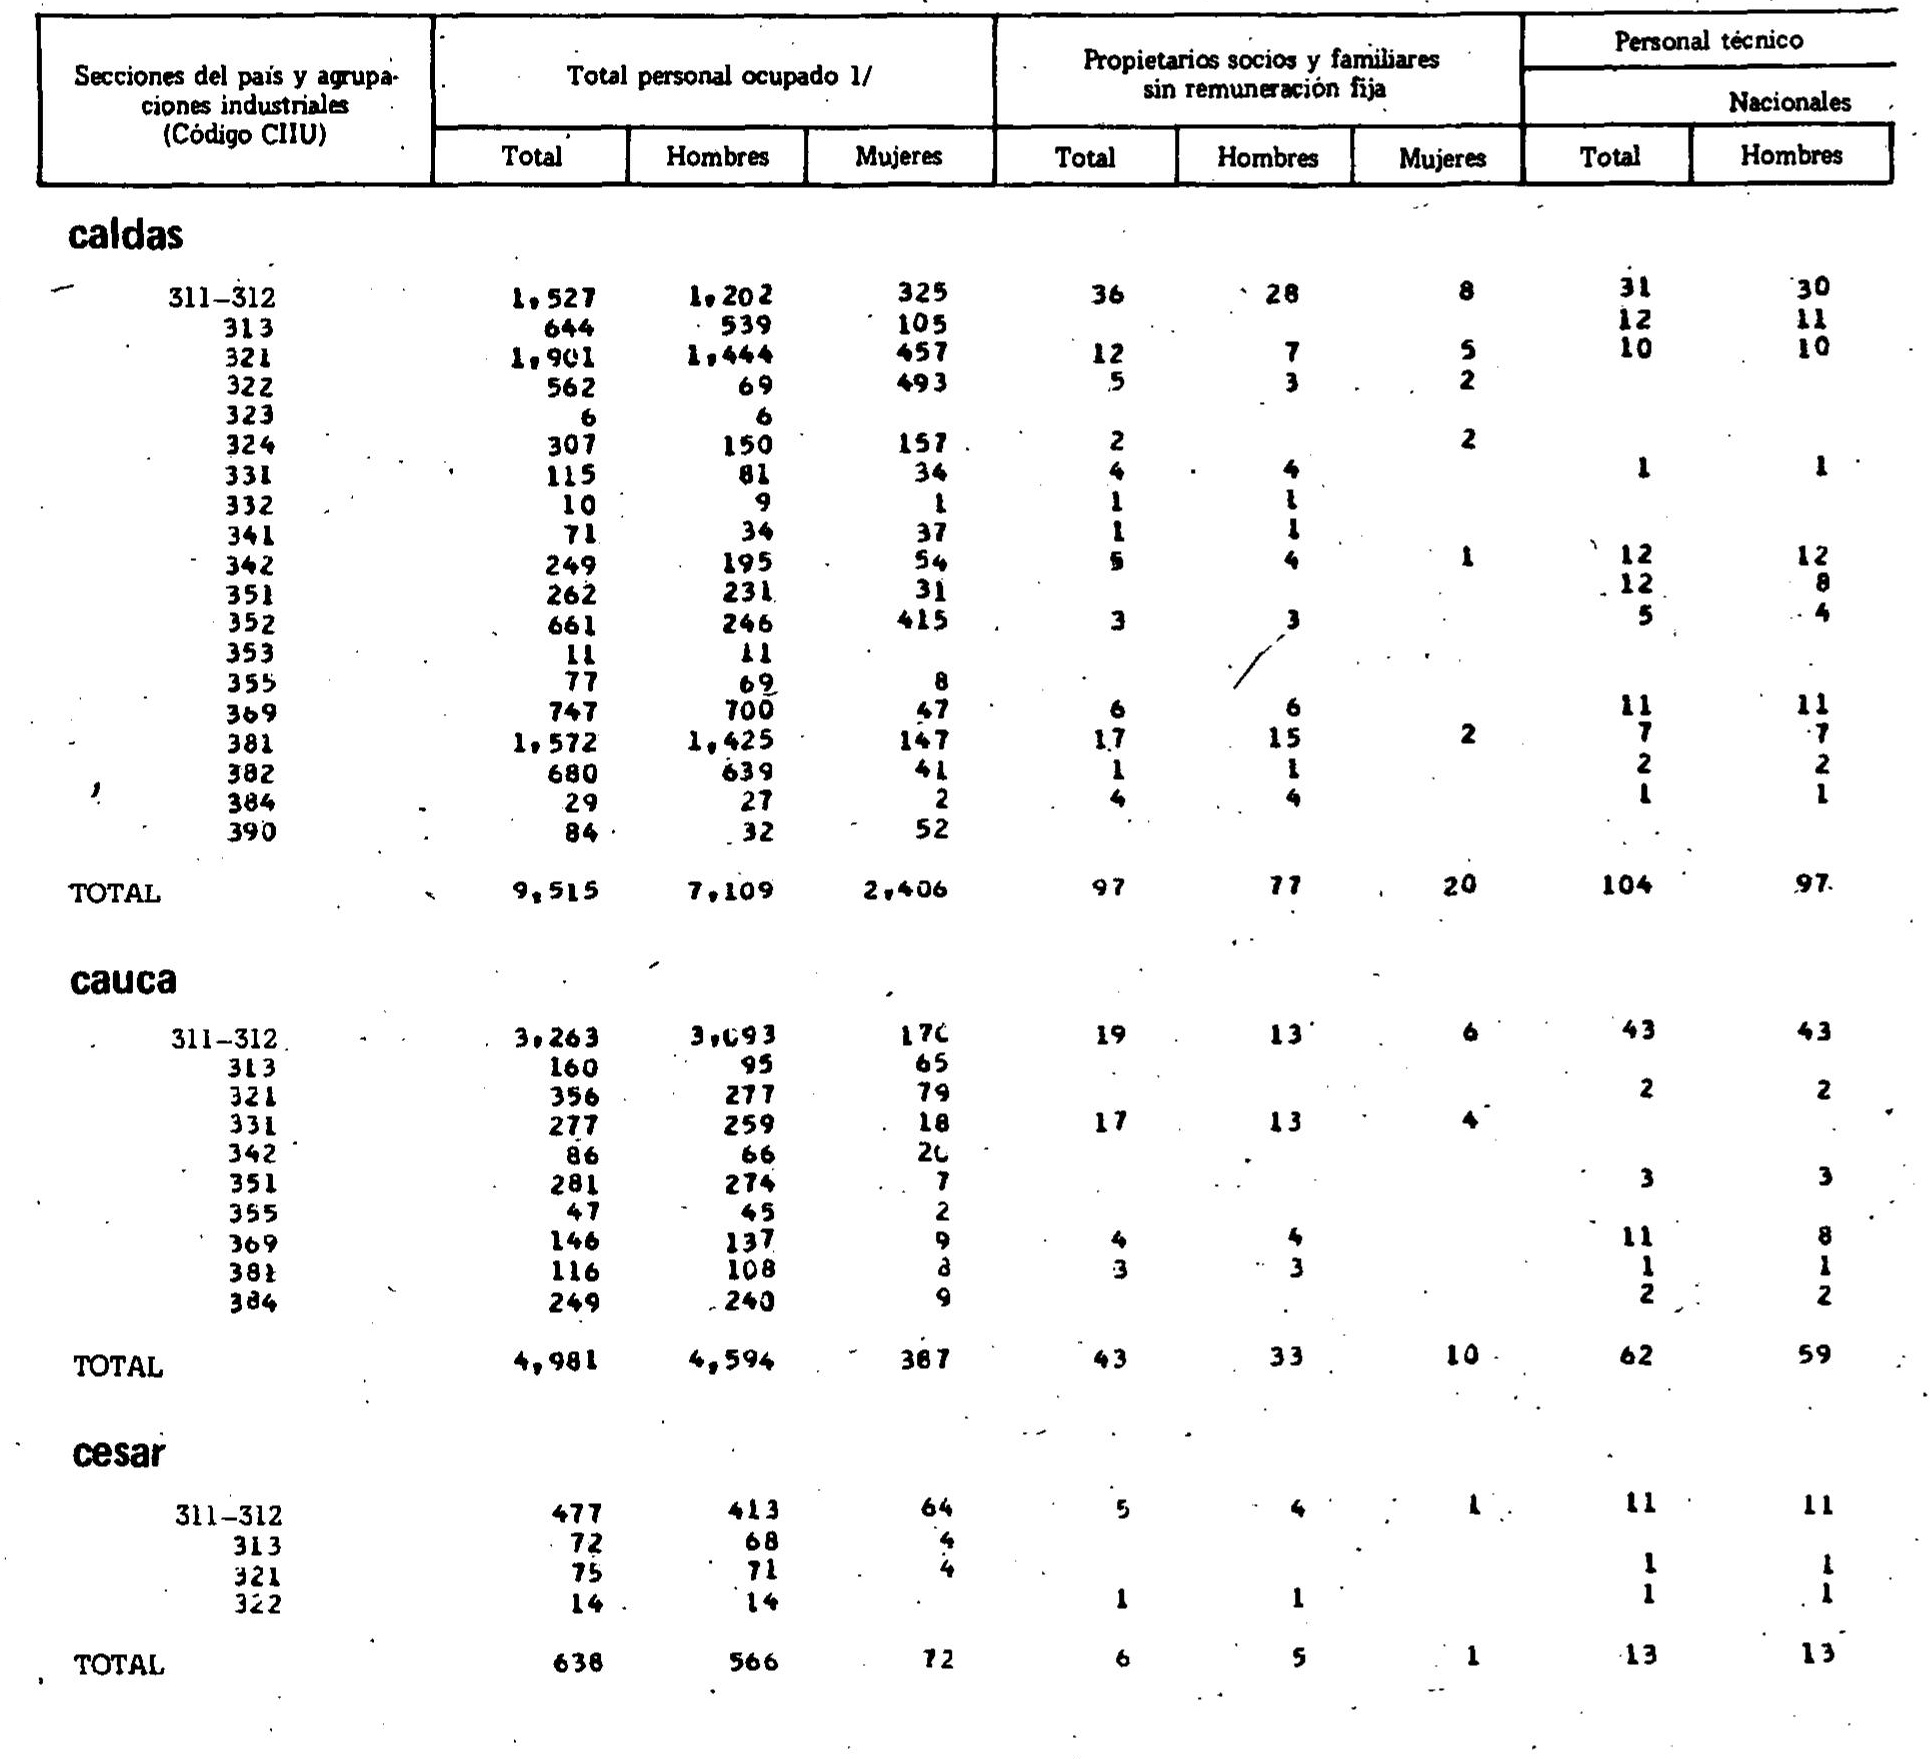 Secciones del país y agrupa-
ciones industriales
(Código CIIU)
Total personal ocupado 1/
Propietarios socios y familiares
sin remuneración fija
Personal técnico
Nacionales
Total Hombres Mujeres Total Hombres Mujeres Total Hombres
caldas
311–312 1,527 1,202 325 36 28 8 31 30
313 644 539 105 12 11
321 1,901 1,444 457 12 7 5 10 10
322 562 69 493 5 3 2
323 6 6
324 307 150 157 2 2
331 115 81 34 4 4 1 1
332 10 9 1 1 1
341 71 34 37 1 1
342 249 195 54 5 4 1 12 12
351 262 231 31 12 8
352 661 246 415 3 3 5 4
353 11 11
355 77 69 8
369 747 700 47 6 6 11 11
381 1,572 1,425 147 17 15 2 7 7
382 680 639 41 1 1 2 2
384 29 27 2 4 4 1 1
390 84 32 52
TOTAL 9,515 7,109 2,406 97 77 20 104 97
cauca
311–312 3,263 3,093 170 19 13 6 43 43
313 160 95 65
321 356 277 79 2 2
331 277 259 18 17 13 4
342 86 66 20
351 281 274 7 3 3
355 47 45 2
369 146 137 9 4 4 11 8
381 116 108 8 3 3 1 1
384 249 240 9 2 2
TOTAL 4,981 4,594 387 43 33 10 62 59
cesar
311–312 477 413 64 5 4 1 11 11
313 72 68 4
321 75 71 4 1 1
322 14 14 1 1 1 1
TOTAL 638 566 72 6 5 1 13 13